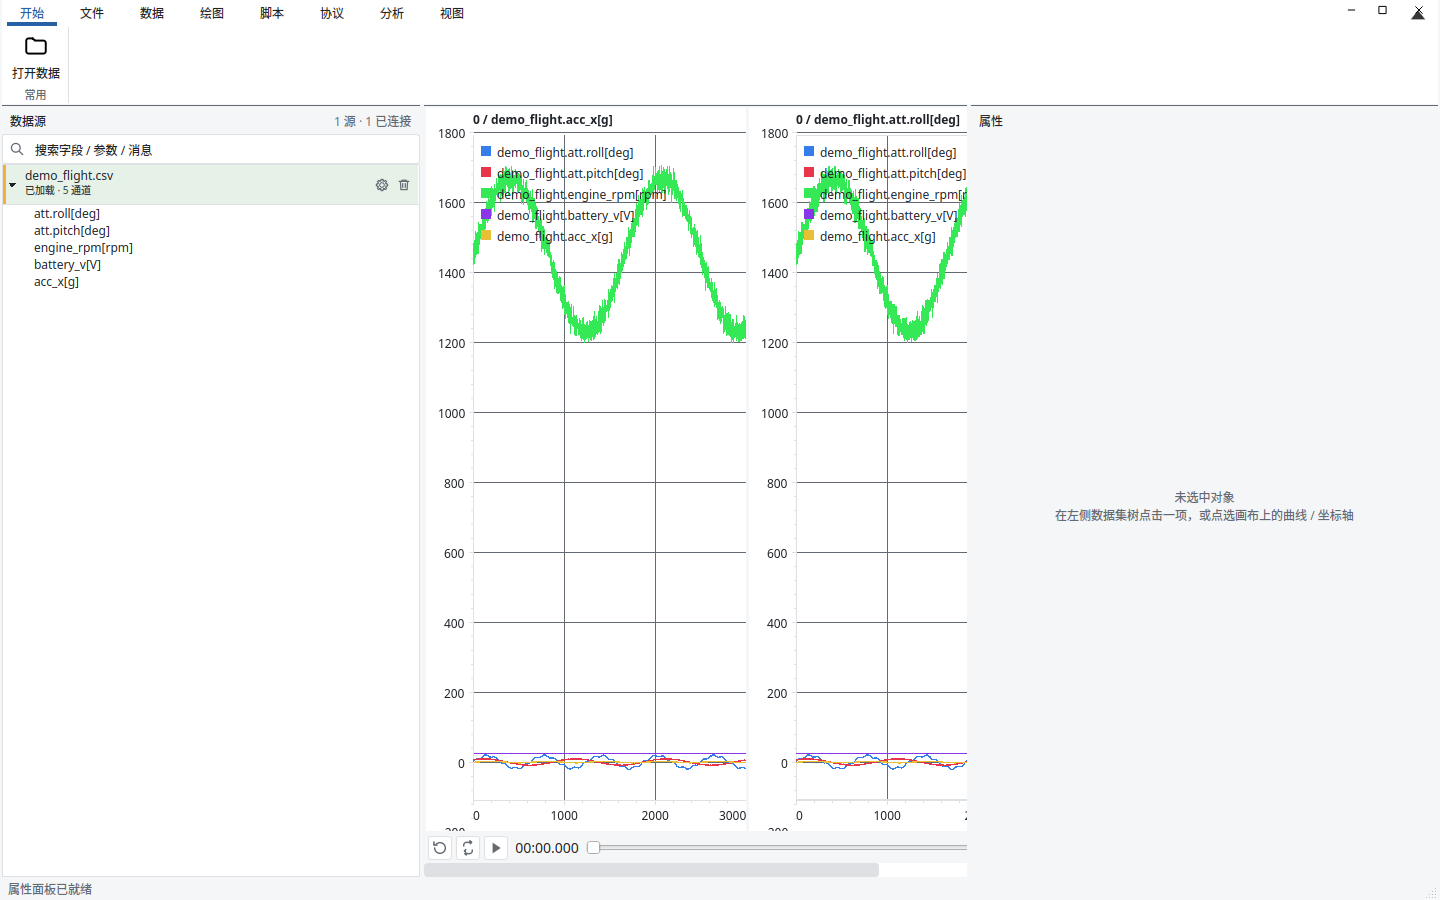 开始 文件 数据 绘图 脚本 协议 分析 视图
打开数据
常用
数据源 1 源 · 1 已连接
搜索字段 / 参数 / 消息
demo_flight.csv
已加载 · 5 通道
att.roll[deg]
att.pitch[deg]
engine_rpm[rpm]
battery_v[V]
acc_x[g]
0 / demo_flight.acc_x[g]
1800
1600
1400
1200
1000
800
600
400
200
0
demo_flight.att.roll[deg]
demo_flight.att.pitch[deg]
demo_flight.engine_rpm[rpm]
demo_flight.battery_v[V]
demo_flight.acc_x[g]
0 1000 2000 3000
0 / demo_flight.att.roll[deg]
1800
1600
1400
1200
1000
800
600
400
200
0
demo_flight.att.roll[deg]
demo_flight.att.pitch[deg]
demo_flight.engine_rpm[r
demo_flight.battery_v[V]
demo_flight.acc_x[g]
0 1000
00:00.000
属性
未选中对象
在左侧数据集树点击一项，或点选画布上的曲线 / 坐标轴
属性面板已就绪